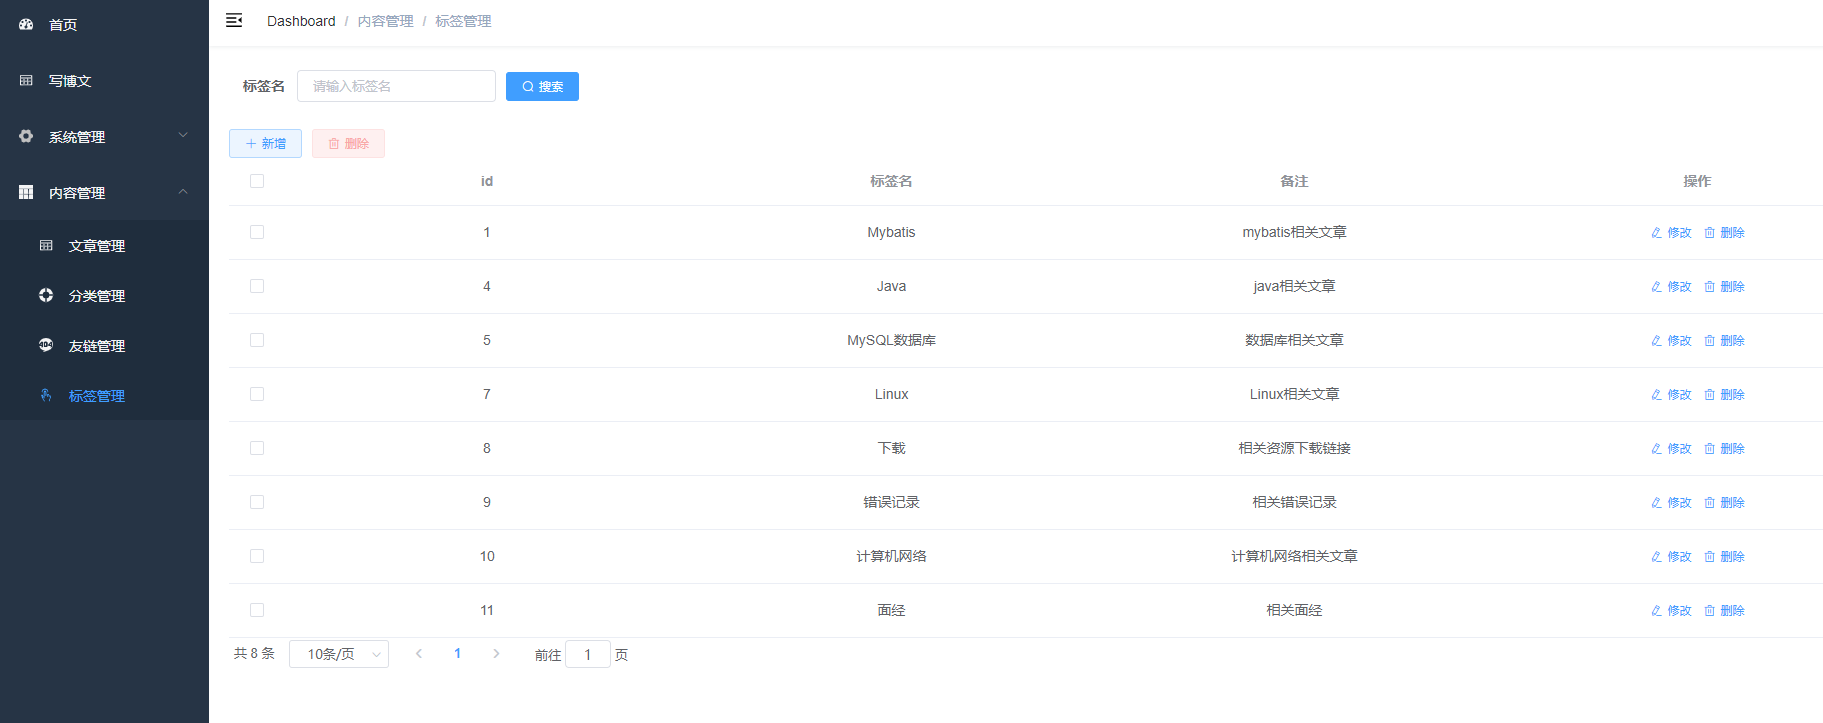 首页
写博文
系统管理
内容管理
文章管理
分类管理
404
友链管理
标签管理
Dashboard / 内容管理 / 标签管理
标签名 请输入标签名 搜索
新增 删除
id 标签名 备注 操作
1 Mybatis mybatis相关文章 修改 删除
4 Java java相关文章 修改 删除
5 MySQL数据库 数据库相关文章 修改 删除
7 Linux Linux相关文章 修改 删除
8 下载 相关资源下载链接 修改 删除
9 错误记录 相关错误记录 修改 删除
10 计算机网络 计算机网络相关文章 修改 删除
11 面经 相关面经 修改 删除
共 8 条 10条/页 1 前往 1 页